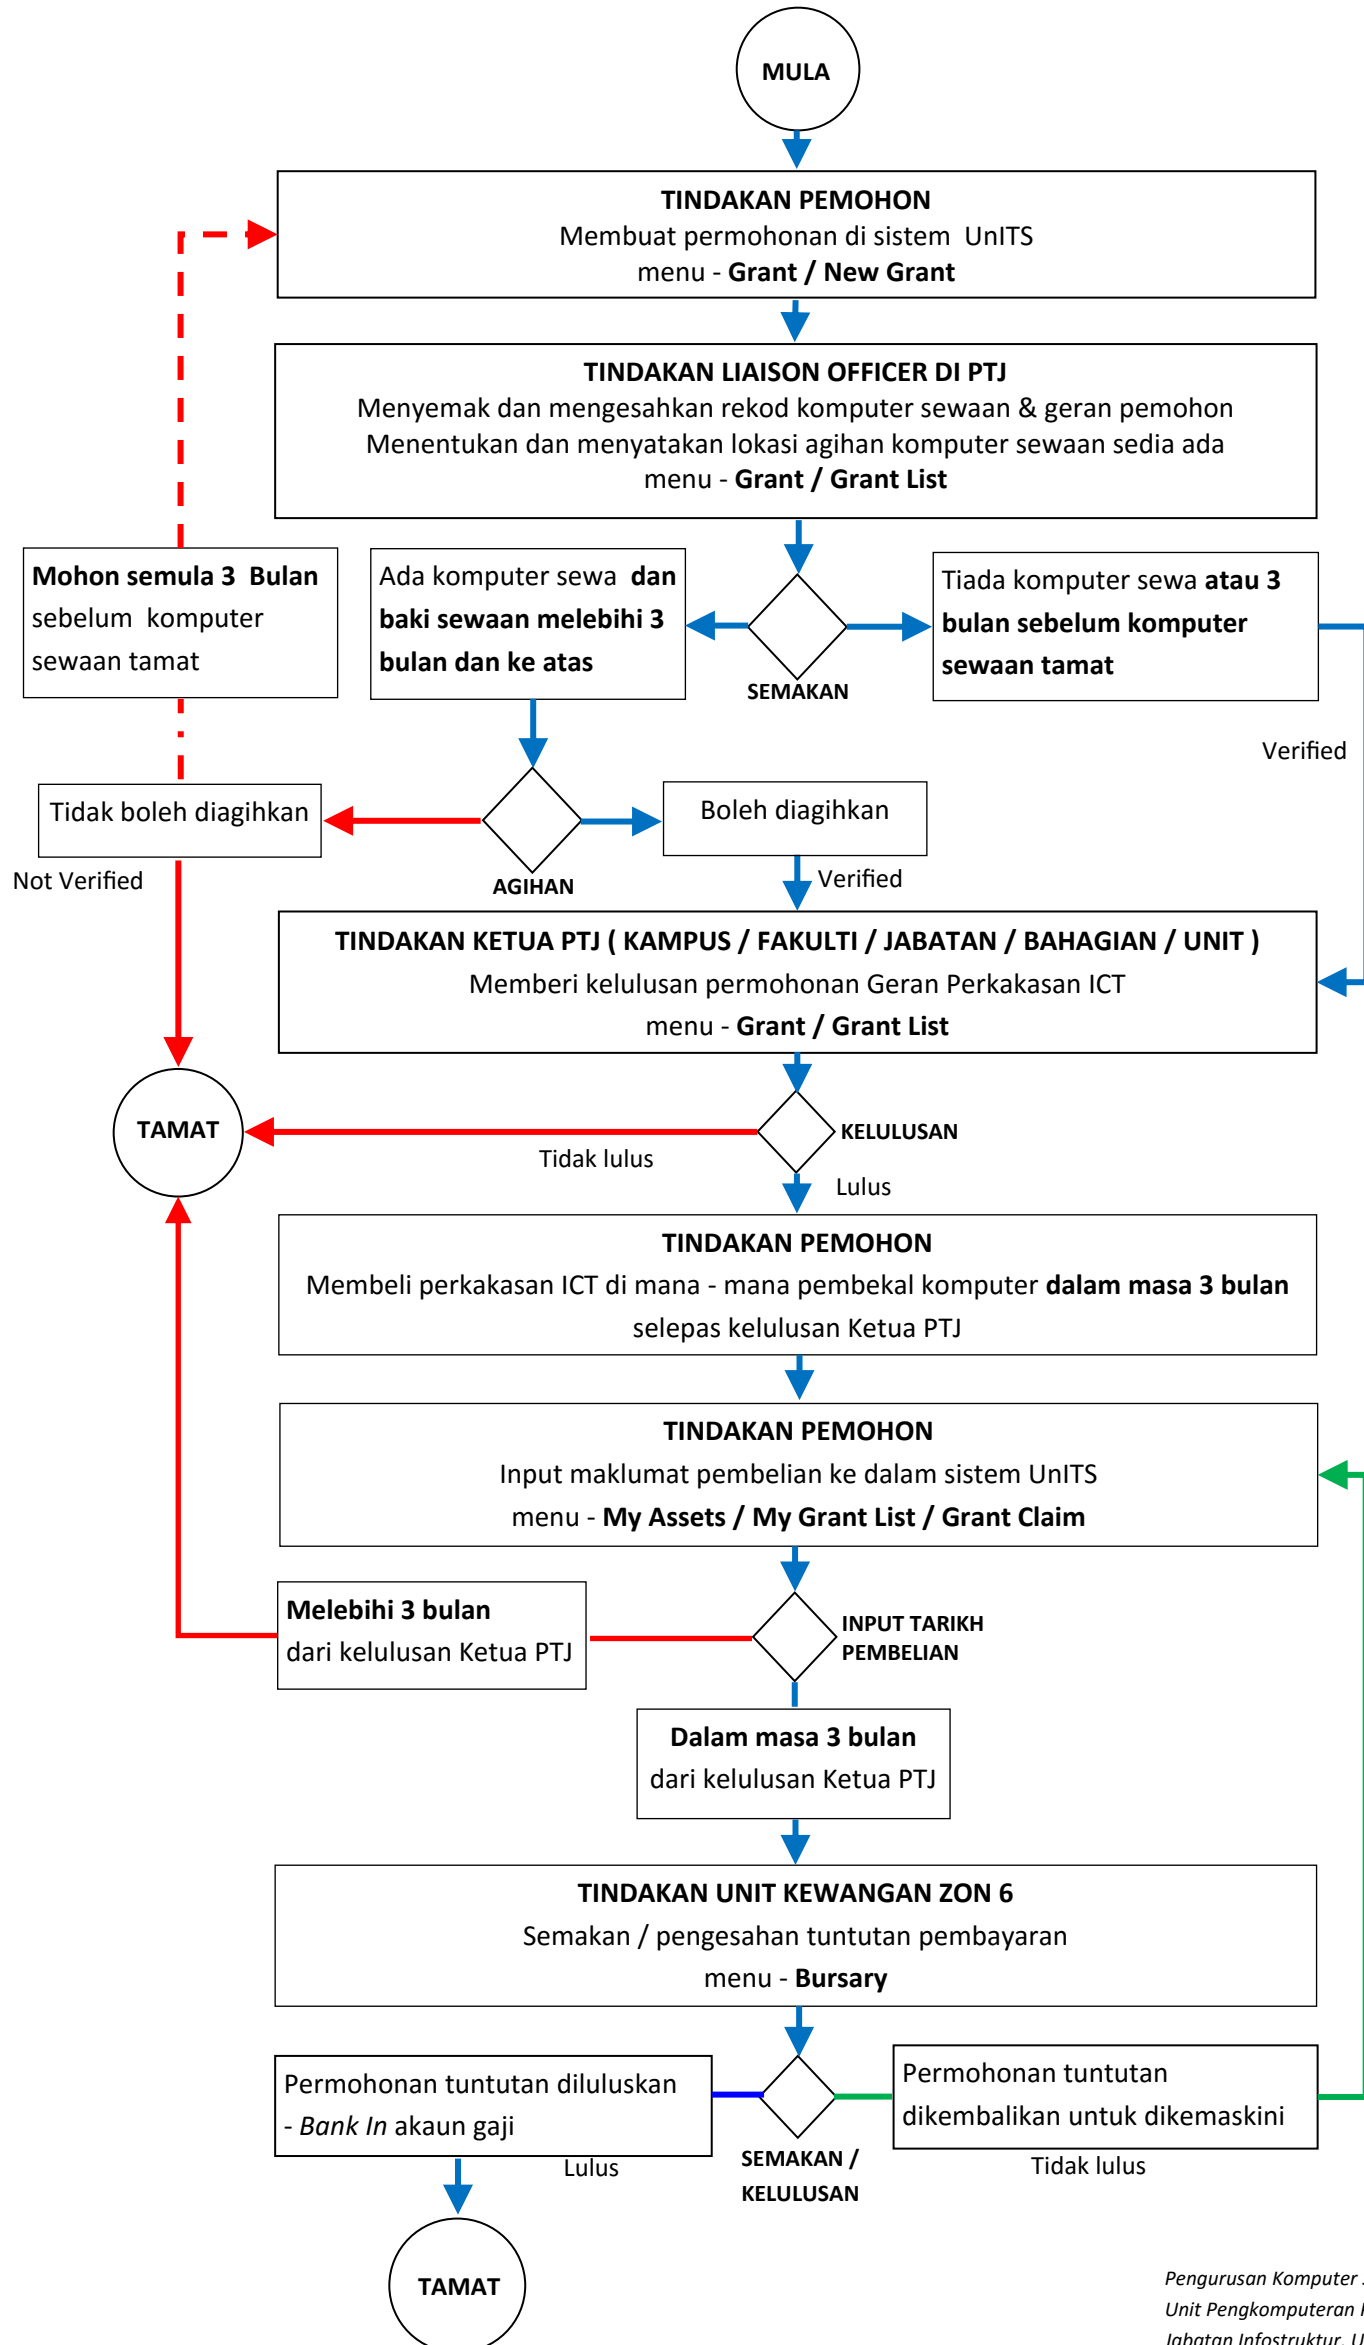 MULA
TINDAKAN PEMOHON
Membuat permohonan di sistem UnITS
menu - Grant / New Grant
TINDAKAN LIAISON OFFICER DI PTJ
Menyemak dan mengesahkan rekod komputer sewaan & geran pemohon
Menentukan dan menyatakan lokasi agihan komputer sewaan sedia ada
menu - Grant / Grant List
Mohon semula 3 Bulan
sebelum komputer
sewaan tamat
Ada komputer sewa dan
baki sewaan melebihi 3
bulan dan ke atas
SEMAKAN
Tiada komputer sewa atau 3
bulan sebelum komputer
sewaan tamat
Verified
Tidak boleh diagihkan
Not Verified
AGIHAN
Boleh diagihkan
Verified
TINDAKAN KETUA PTJ ( KAMPUS / FAKULTI / JABATAN / BAHAGIAN / UNIT )
Memberi kelulusan permohonan Geran Perkakasan ICT
menu - Grant / Grant List
TAMAT
KELULUSAN
Tidak lulus
Lulus
TINDAKAN PEMOHON
Membeli perkakasan ICT di mana - mana pembekal komputer dalam masa 3 bulan
selepas kelulusan Ketua PTJ
TINDAKAN PEMOHON
Input maklumat pembelian ke dalam sistem UnITS
menu - My Assets / My Grant List / Grant Claim
Melebihi 3 bulan
dari kelulusan Ketua PTJ
INPUT TARIKH
PEMBELIAN
Dalam masa 3 bulan
dari kelulusan Ketua PTJ
TINDAKAN UNIT KEWANGAN ZON 6
Semakan / pengesahan tuntutan pembayaran
menu - Bursary
Permohonan tuntutan diluluskan
- Bank In akaun gaji
Lulus
SEMAKAN /
KELULUSAN
Permohonan tuntutan
dikembalikan untuk dikemaskini
Tidak lulus
TAMAT
Pengurusan Komputer
Unit Pengkomputeran
Jabatan Infostruktur,